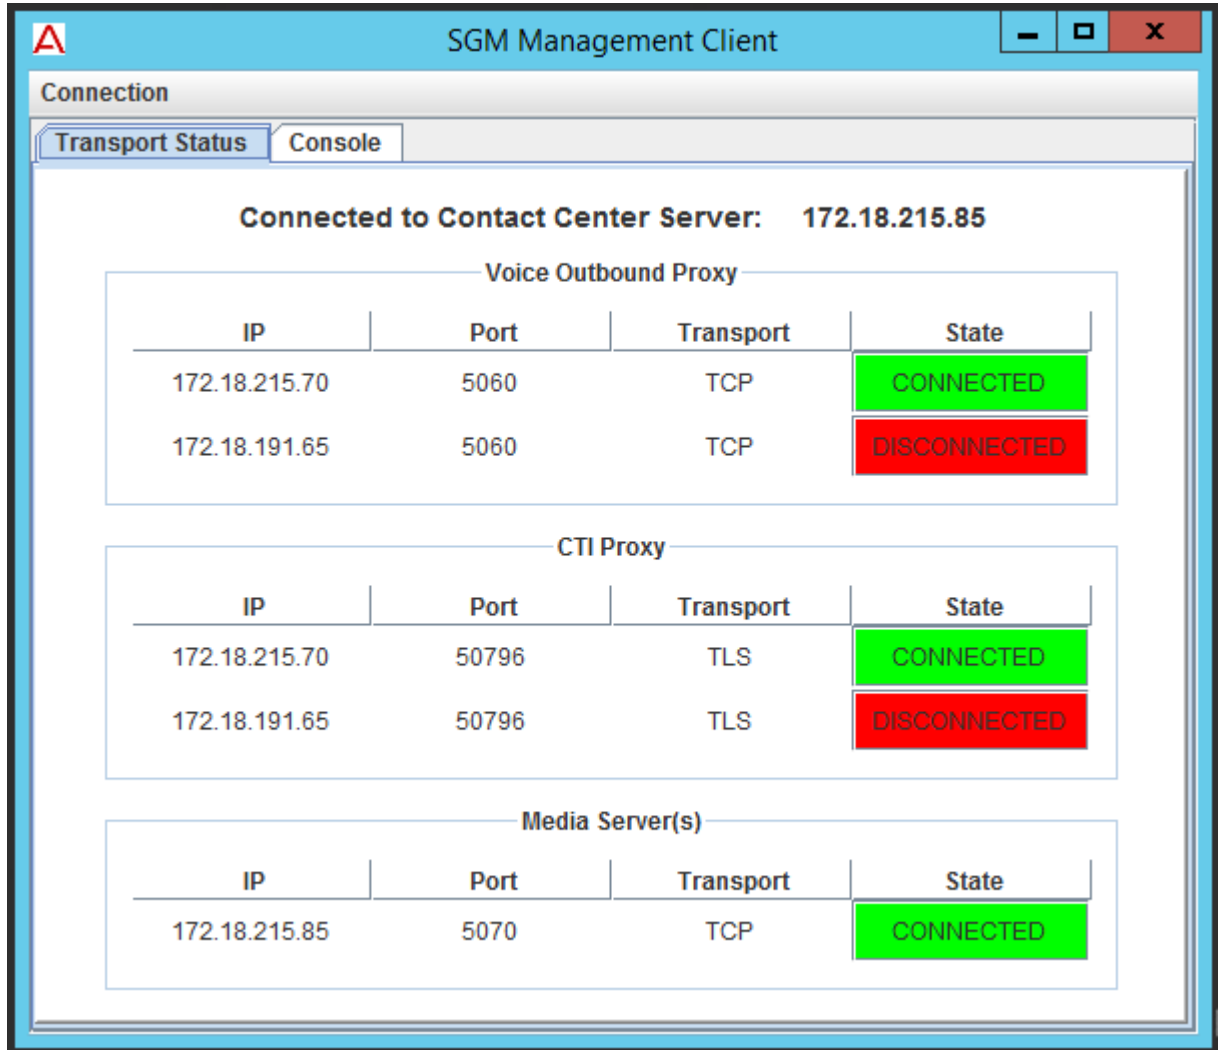 SGM Management Client
Connection
Transport Status Console
Connected to Contact Center Server: 172.18.215.85
Voice Outbound Proxy
IP Port Transport State
172.18.215.70 5060 TCP CONNECTED
172.18.191.65 5060 TCP DISCONNECTED
CTI Proxy
IP Port Transport State
172.18.215.70 50796 TLS CONNECTED
172.18.191.65 50796 TLS DISCONNECTED
Media Server(s)
IP Port Transport State
172.18.215.85 5070 TCP CONNECTED